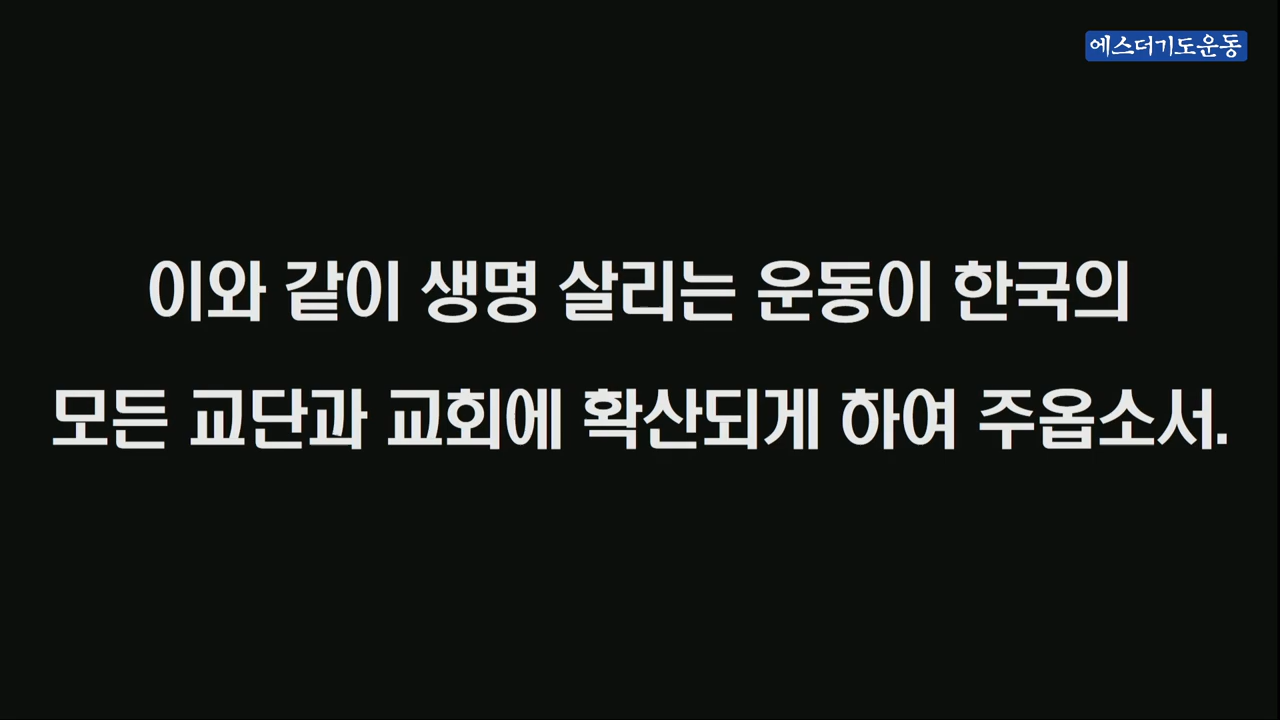 에스더기도운동
이와 같이 생명 살리는 운동이 한국의
모든 교단과 교회에 확산되게 하여 주옵소서.